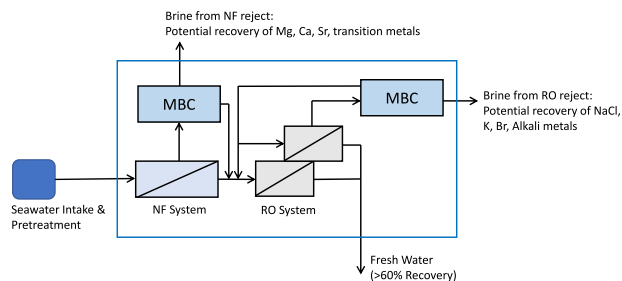 Brine from NF reject:
Potential recovery of Mg, Ca, Sr, transition metals
MBC
MBC
Brine from RO reject:
Potential recovery of NaCl,
K, Br, Alkali metals
Seawater Intake &
Pretreatment
NF System
RO System
Fresh Water
(>60% Recovery)